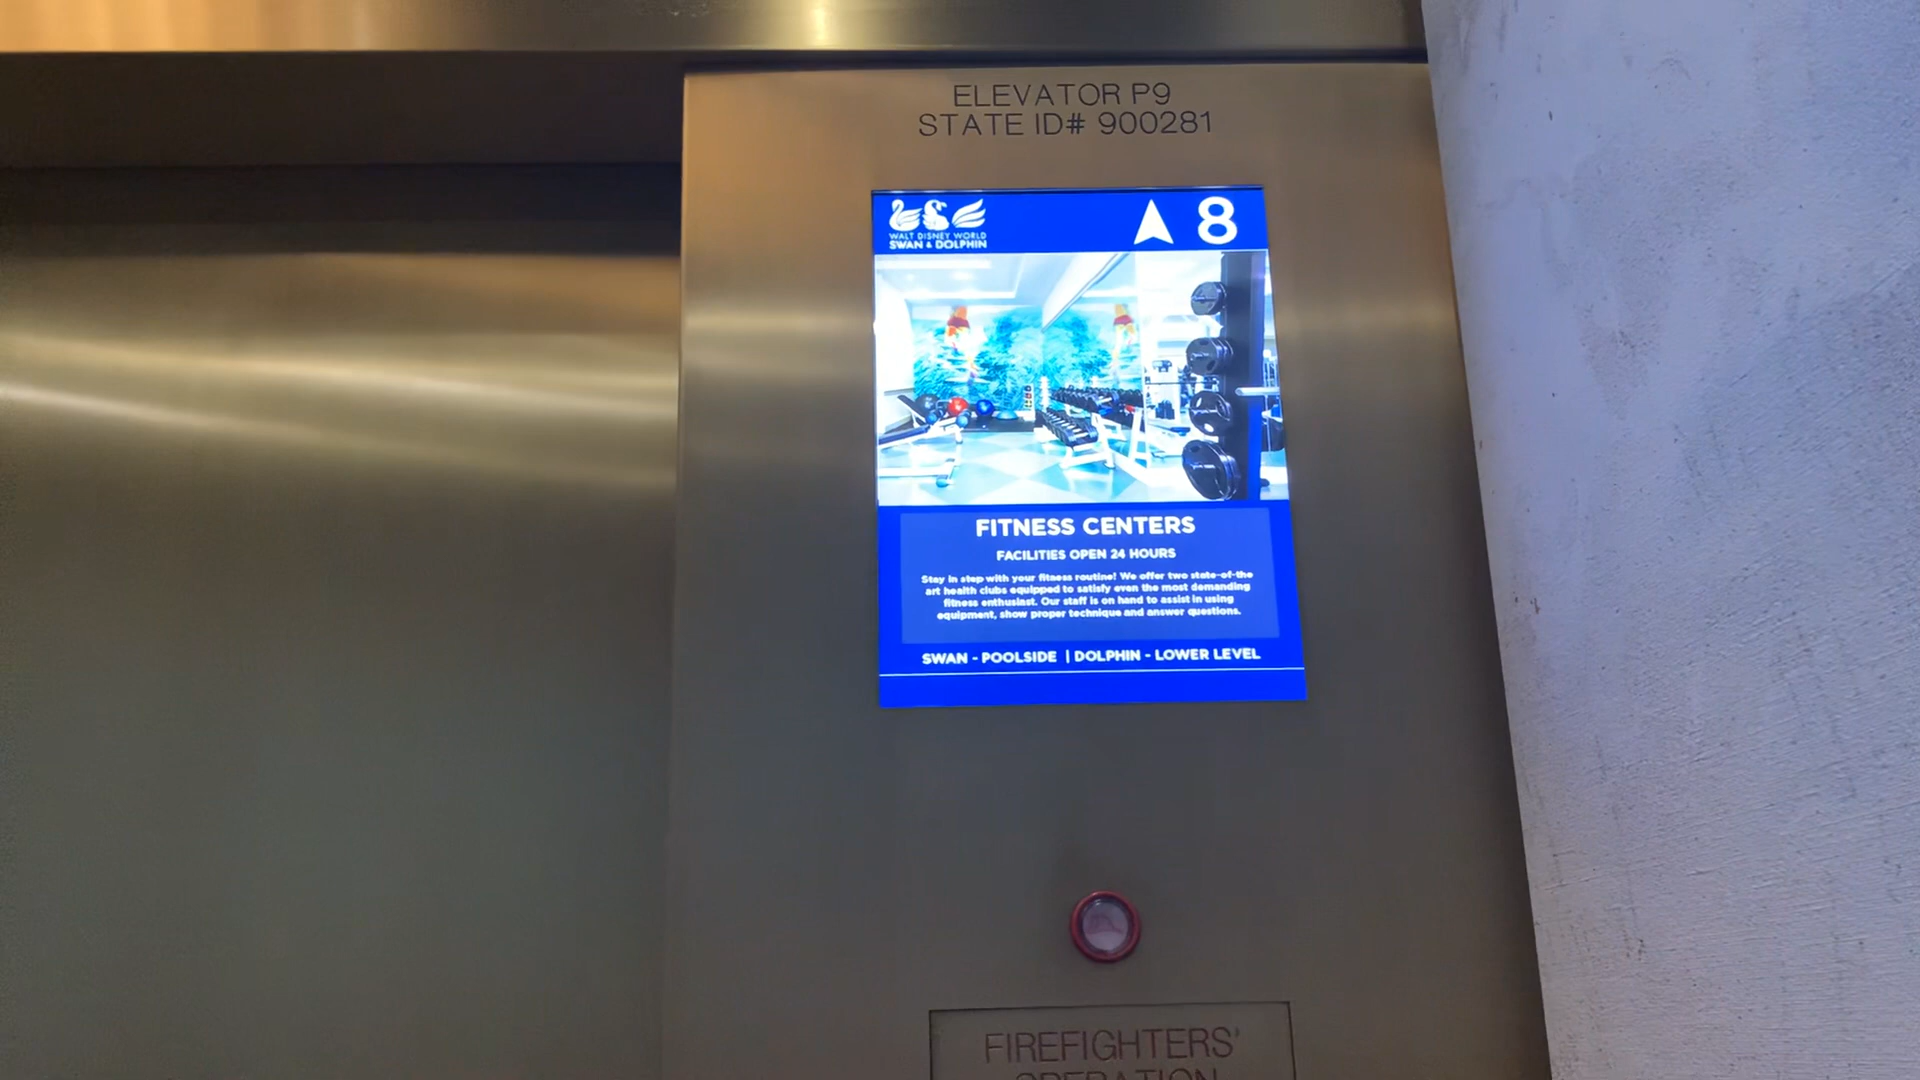 ELEVATOR P9
STATE ID# 900281
WALT DISNEY WORLD
SWAN & DOLPHIN
8
FITNESS CENTERS
FACILITIES OPEN 24 HOURS
Stay in step with your fitness routine! We offer two state-of-the
art health clubs equipped to satisfy even the most demanding
fitness enthusiast. Our staff is on hand to assist in using
equipment, show proper technique and answer questions.
SWAN - POOLSIDE | DOLPHIN - LOWER LEVEL
FIREFIGHTERS'
OPERATION